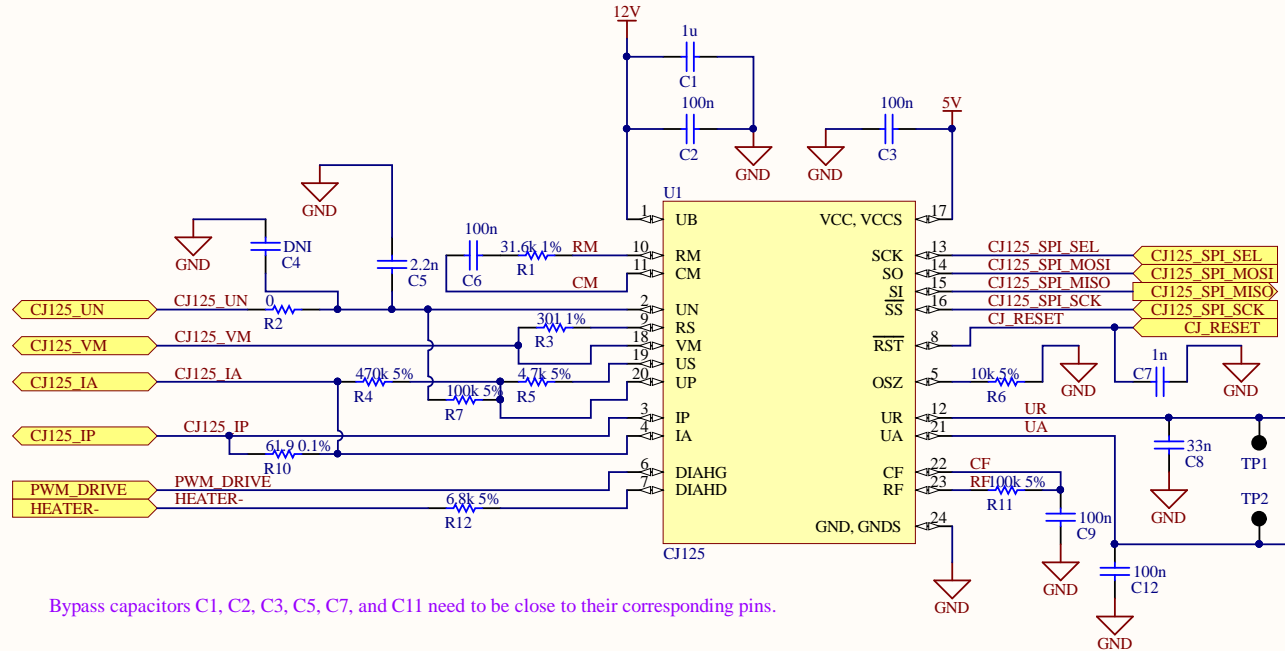 12V
1u
C1
100n
C2
GND
100n
C3
5V
GND
GND
GND
DNI
C4
2.2n
C5
100n
C6
31.6k 1%
R1
RM
CM
U1
1 UB
10 RM
11 CM
2 UN
9 RS
18 VM
19 US
20 UP
3 IP
4 IA
6 DIAHG
7 DIAHD
VCC, VCCS 17
SCK 13
SO 14
SI 15
SS 16
RST 8
OSZ 5
UR 12
UA 21
CF 22
RF 23
GND, GNDS 24
CJ125
CJ125_UN CJ125_UN
0
R2
CJ125_VM CJ125_VM
301 1%
R3
CJ125_IA CJ125_IA
470k 5%
R4
4.7k 5%
R5
100k 5%
R7
CJ125_IP CJ125_IP
61.9 0.1%
R10
PWM_DRIVE PWM_DRIVE
HEATER- HEATER-
6.8k 5%
R12
CJ125_SPI_SEL CJ125_SPI_SEL
CJ125_SPI_MOSI CJ125_SPI_MOSI
CJ125_SPI_MISO CJ125_SPI_MISO
CJ125_SPI_SCK CJ125_SPI_SCK
CJ_RESET CJ_RESET
10k 5%
R6
GND
1n
C7
GND
UR
UA
33n
C8
GND
TP1
TP2
CF
RF
100k 5%
R11
100n
C9
GND
GND
100n
C12
GND
Bypass capacitors C1, C2, C3, C5, C7, and C11 need to be close to their corresponding pins.